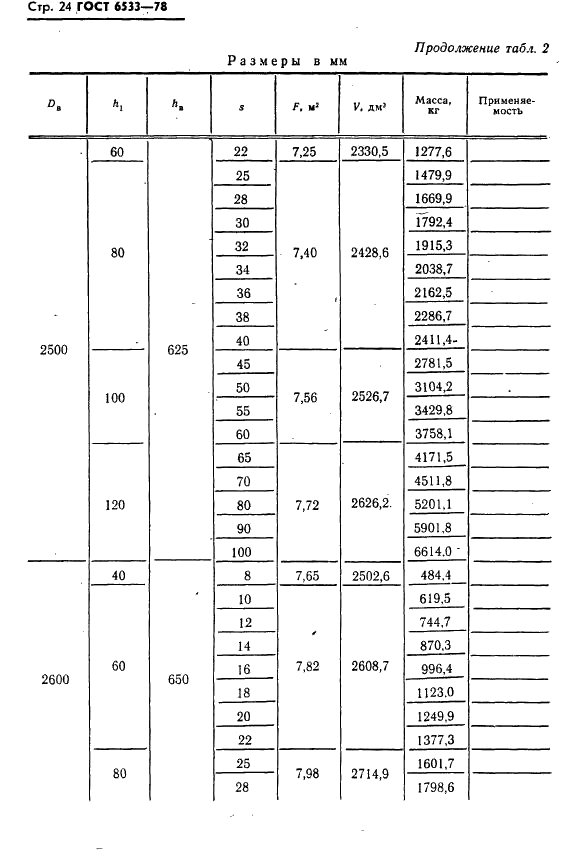 Стр. 24 ГОСТ 6533—78
Продолжение табл. 2
Размеры в мм
Dв h1 hв s F, м² V, дм³ Масса, кг Применяемость
60 22 7,25 2330,5 1277,6
25 1479,9
28 1669,9
30 1792,4
32 1915,3
80 7,40 2428,6
34 2038,7
36 2162,5
38 2286,7
40 2411,4
2500 625
45 2781,5
50 3104,2
100 7,56 2526,7
55 3429,8
60 3758,1
65 4171,5
70 4511,8
120 80 7,72 2626,2 5201,1
90 5901,8
100 6614,0
40 8 7,65 2502,6 484,4
10 619,5
12 744,7
14 870,3
60 16 7,82 2608,7 996,4
2600 650
18 1123,0
20 1249,9
22 1377,3
25 1601,7
80 7,98 2714,9
28 1798,6